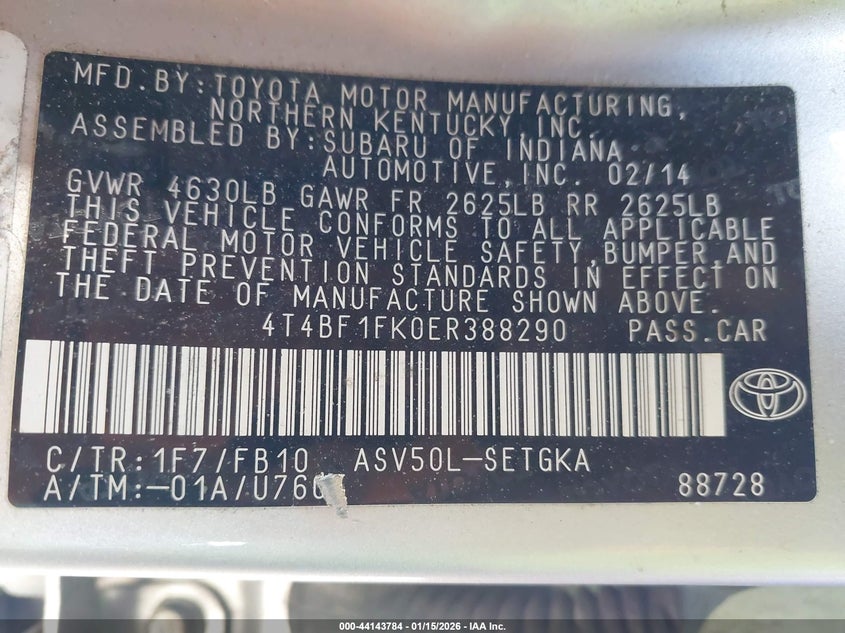 MFD.BY:TOYOTA MOTOR MANUFACTURING,
NORTHERN KENTUCKY,INC.
ASSEMBLED BY:SUBARU OF INDIANA
AUTOMOTIVE,INC. 02/14
GVWR 4630LB GAWR FR 2625LB RR 2625LB
THIS VEHICLE CONFORMS TO ALL APPLICABLE
FEDERAL MOTOR VEHICLE SAFETY,BUMPER,AND
THEFT PREVENTION STANDARDS IN EFFECT ON
THE DATE OF MANUFACTURE SHOWN ABOVE.
4T4BF1FK0ER388290 PASS.CAR
C/TR:1F7/FB10 ASV50L-SETGKA
A/TM:-01A/U760 88728
000-44143784 - 01/15/2026 - IAA Inc.